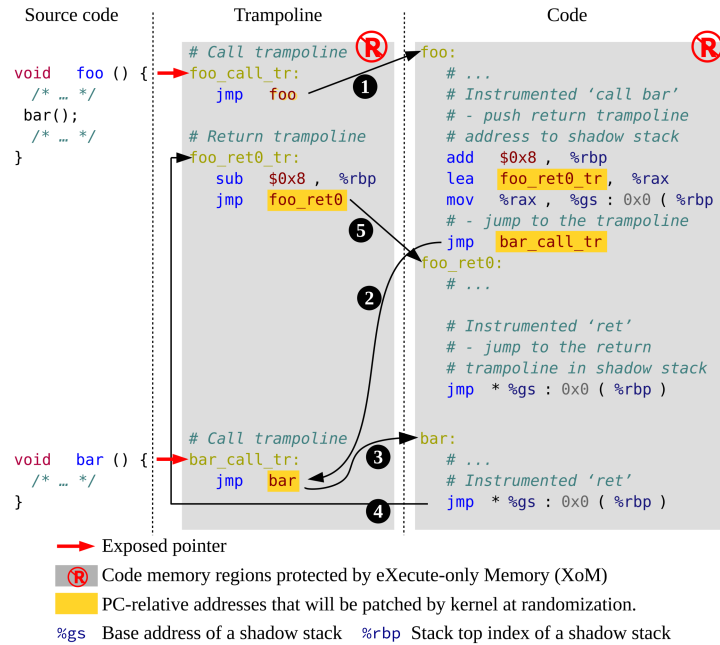 Source code
Trampoline
Code
void foo () {
/* … */
bar();
/* … */
}
void bar () {
/* … */
}
# Call trampoline
foo_call_tr:
jmp foo
# Return trampoline
foo_ret0_tr:
sub $0x8 , %rbp
jmp foo_ret0
# Call trampoline
bar_call_tr:
jmp bar
R
1
5
2
3
4
R
foo:
# ...
# Instrumented ‘call bar’
# - push return trampoline
# address to shadow stack
add $0x8 , %rbp
lea foo_ret0_tr, %rax
mov %rax , %gs : 0x0 ( %rbp
# - jump to the trampoline
jmp bar_call_tr
foo_ret0:
# ...
# Instrumented ‘ret’
# - jump to the return
# trampoline in shadow stack
jmp * %gs : 0x0 ( %rbp )
bar:
# ...
# Instrumented ‘ret’
jmp * %gs : 0x0 ( %rbp )
Exposed pointer
R Code memory regions protected by eXecute-only Memory (XoM)
PC-relative addresses that will be patched by kernel at randomization.
%gs Base address of a shadow stack %rbp Stack top index of a shadow stack